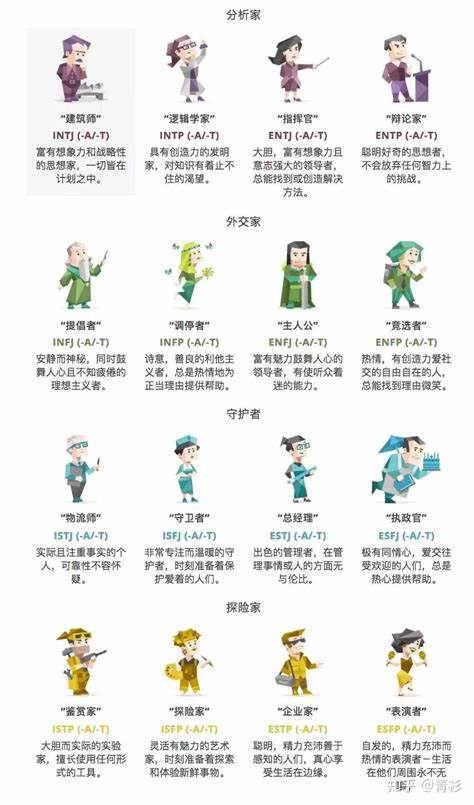 分析家
“建筑师”
INTJ (-A/-T)
富有想象力和战略性
的思想家，一切皆在
计划之中。
“逻辑学家”
INTP (-A/-T)
具有创造力的发明
家，对知识有着止不
住的渴望。
“指挥官”
ENTJ (-A/-T)
大胆，富有想象力且
意志强大的领导者，
总能找到或创造解决
方法。
“辩论家”
ENTP (-A/-T)
聪明好奇的思想者，
不会放弃任何智力上
的挑战。
外交家
“提倡者”
INFJ (-A/-T)
安静而神秘，同时鼓
舞人心且不知疲倦的
理想主义者。
“调停者”
INFP (-A/-T)
诗意，善良的利他主
义者，总是热情地为
正当理由提供帮助。
“主人公”
ENFJ (-A/-T)
富有魅力鼓舞人心的
领导者，有使听众着
迷的能力。
“竞选者”
ENFP (-A/-T)
热情，有创造力爱社
交的自由自在的人，
总能找到理由微笑。
守护者
“物流师”
ISTJ (-A/-T)
实际且注重事实的个
人，可靠性不容怀
疑。
“守卫者”
ISFJ (-A/-T)
非常专注而温暖的守
护者，时刻准备着保
护爱着的人们。
“总经理”
ESTJ (-A/-T)
出色的管理者，在管
理事情或人的方面无
与伦比。
“执政官”
ESFJ (-A/-T)
极有同情心，爱交往
受欢迎的人们，总是
热心提供帮助。
探险家
“鉴赏家”
ISTP (-A/-T)
大胆而实际的实验
家，擅长使用任何形
式的工具。
“探险家”
ISFP (-A/-T)
灵活有魅力的艺术
家，时刻准备着探索
和体验新鲜事物。
“企业家”
ESTP (-A/-T)
聪明，精力充沛善于
感知的人们，真心享
受生活在边缘。
“表演者”
ESFP (-A/-T)
自发的，精力充沛而
热情的表演者－生活
在他们周围永不无
知乎 @青衫